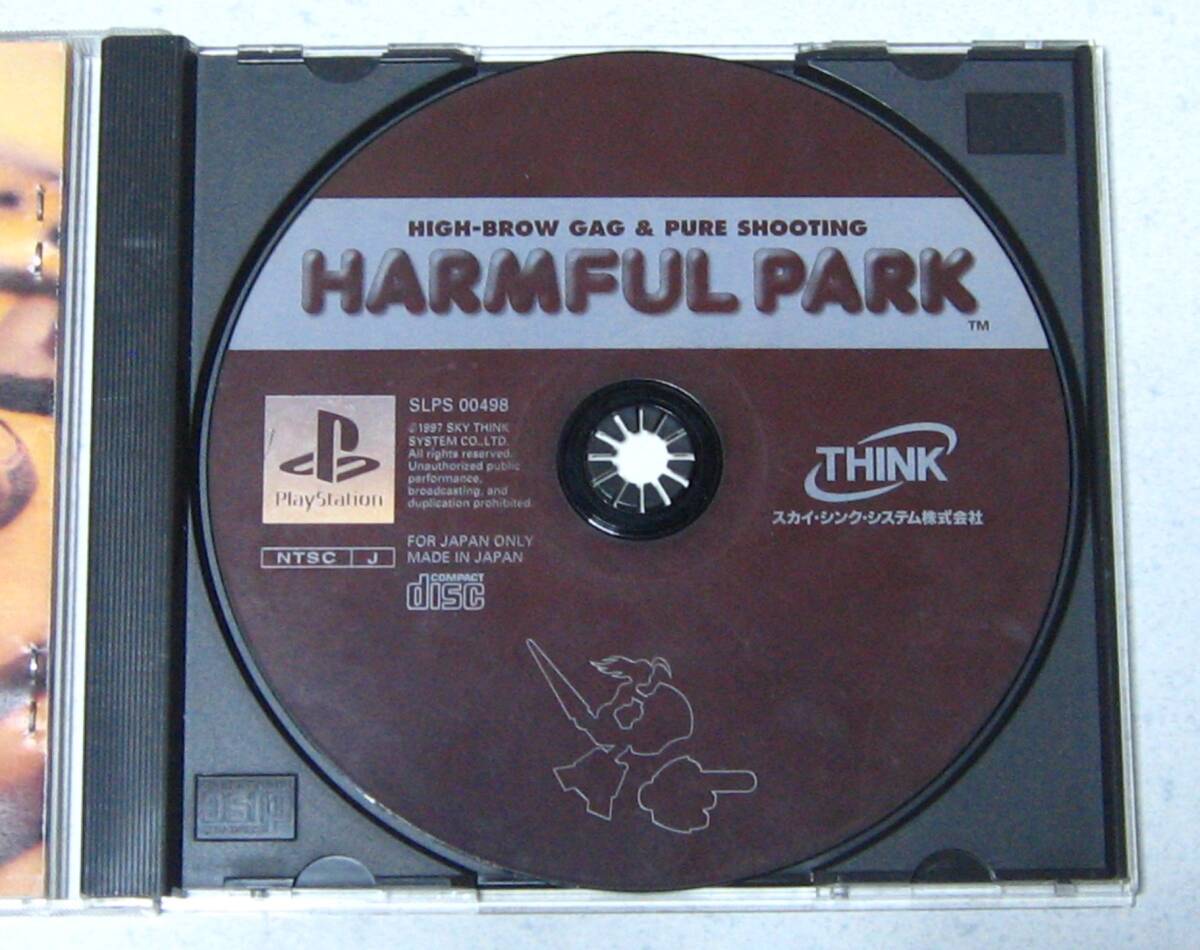 HIGH-BROW GAG & PURE SHOOTING
HARMFUL PARK
TM
PlayStation
NTSC J
SLPS 00498
©1997 SKY THINK
SYSTEM CO.,LTD.
All rights reserved.
Unauthorized public
performance,
broadcasting, and
duplication prohibited.
FOR JAPAN ONLY
MADE IN JAPAN
COMPACT
disc
THINK
スカイ・シンク・システム株式会社
disc